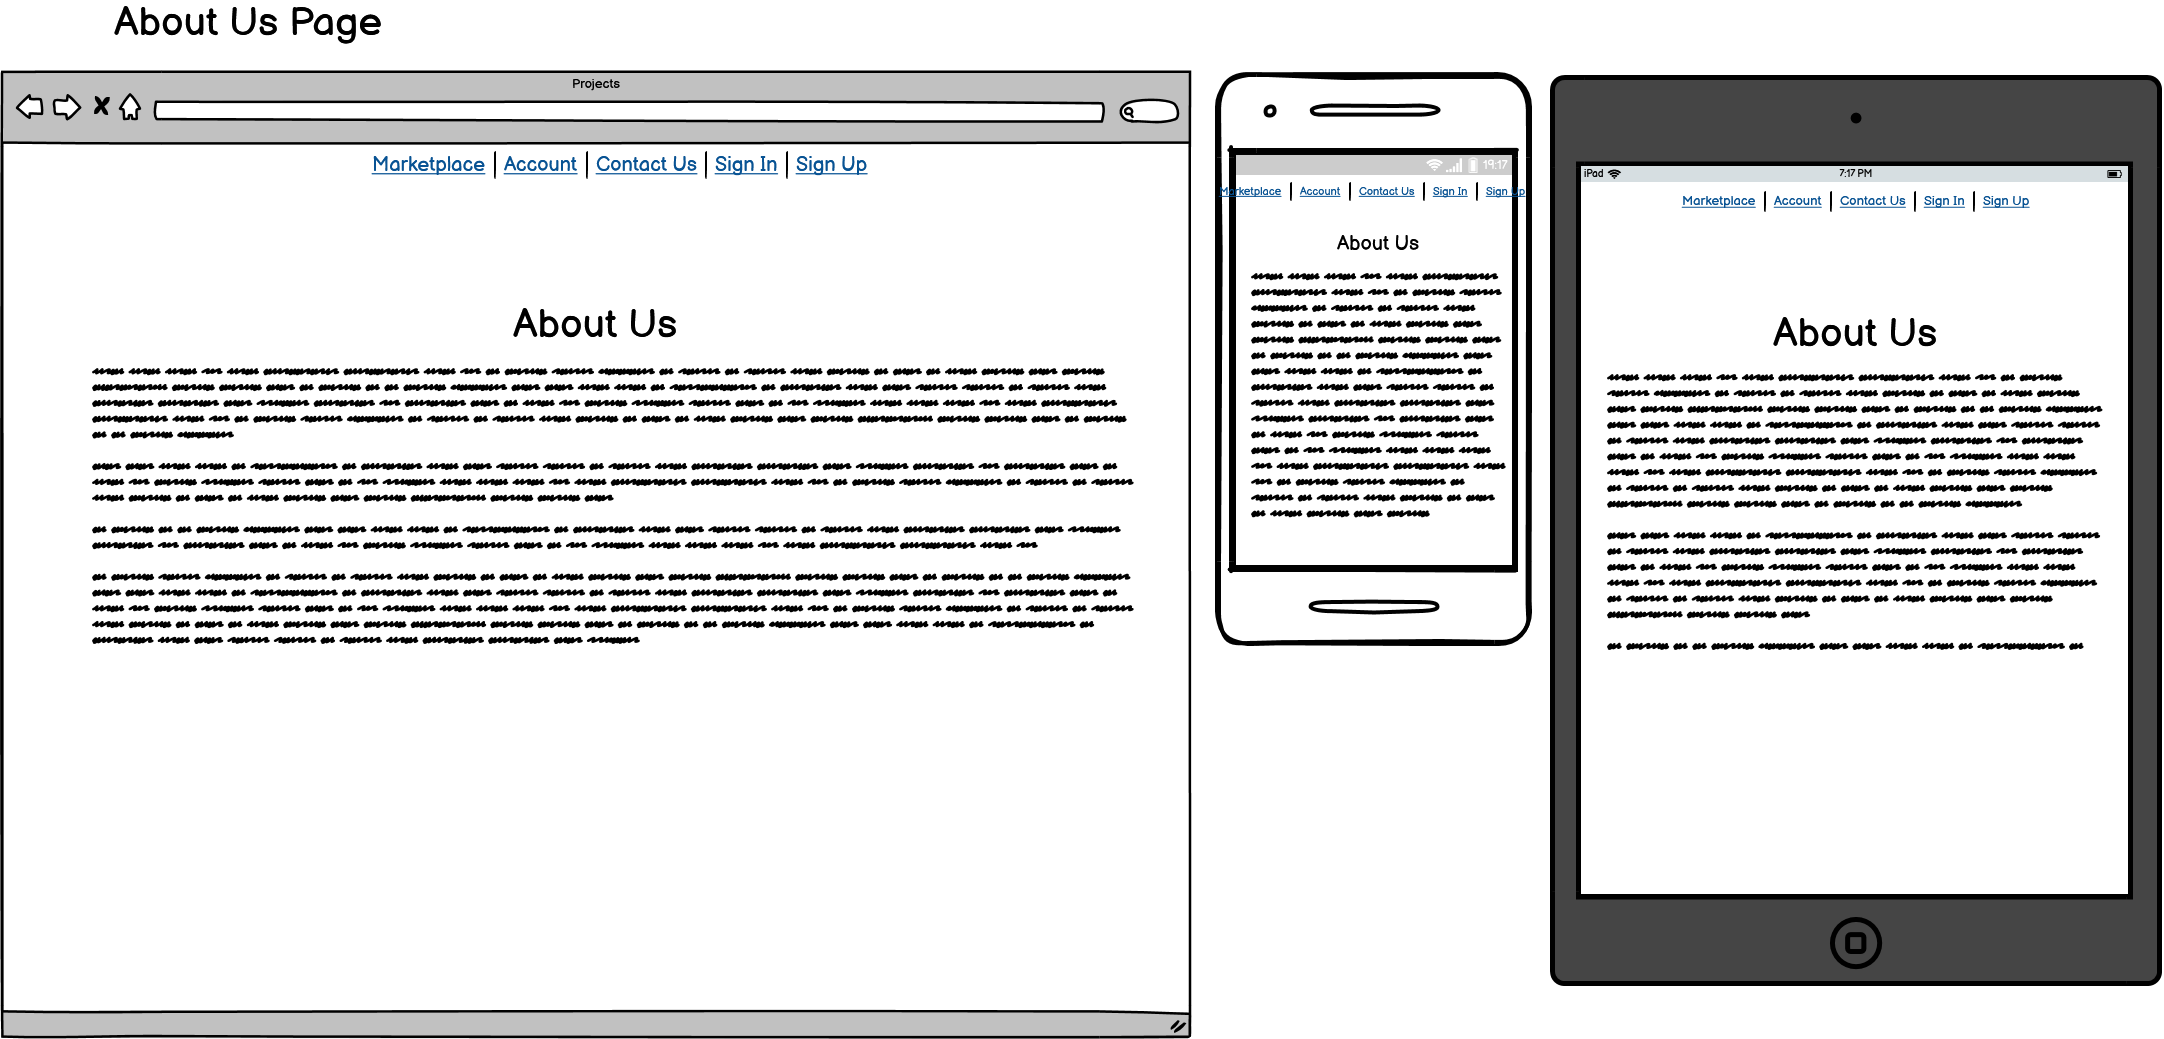 About Us Page
Projects
Marketplace | Account | Contact Us | Sign In | Sign Up
About Us
19:17
Marketplace | Account | Contact Us | Sign In | Sign Up
About Us
iPad 7:17 PM
Marketplace | Account | Contact Us | Sign In | Sign Up
About Us